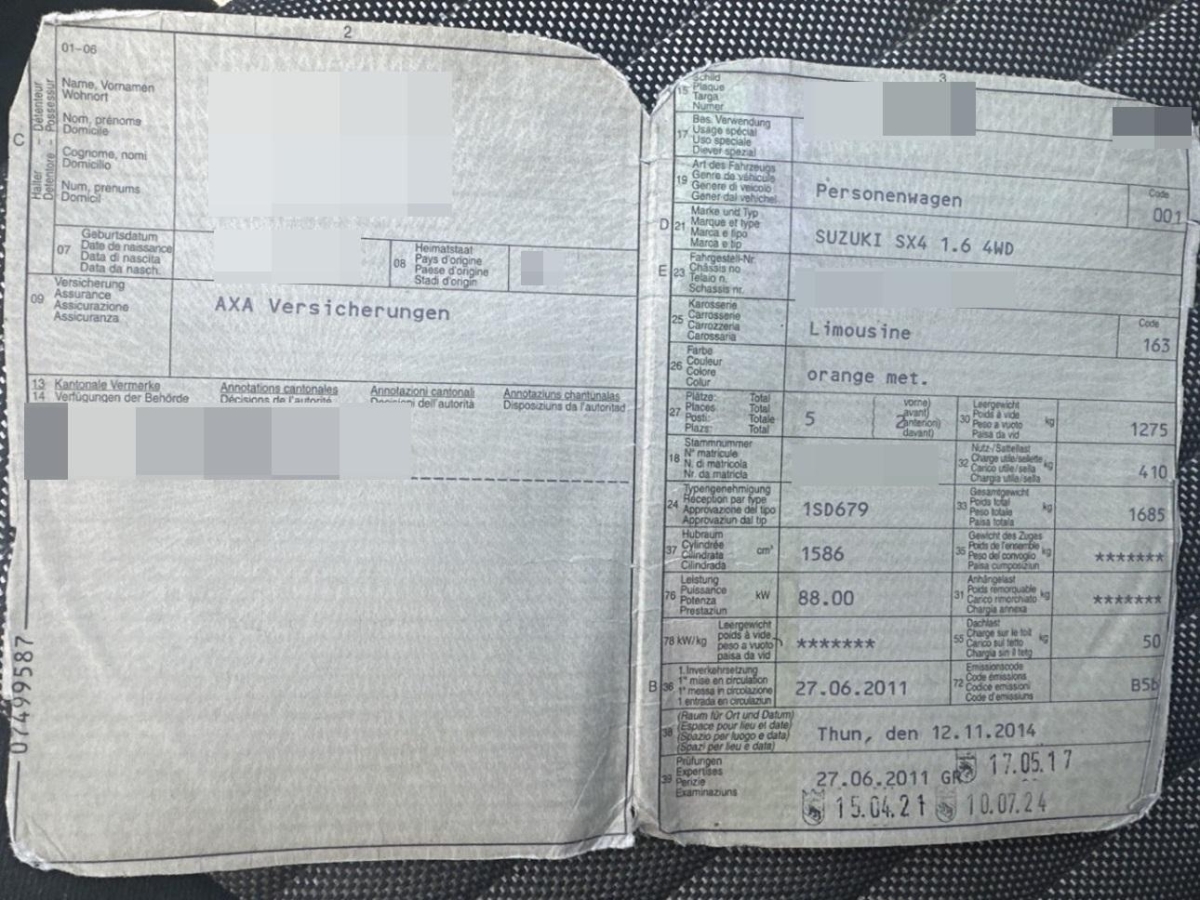 2
01-06
C
Halter – Détenteur
Detentore – Possessur
Name, Vornamen
Wohnort
Nom, prénoms
Domicile
Cognome, nomi
Domicilio
Num, prenums
Domicil
07
Geburtsdatum
Date de naissance
Data di nascita
Data da nasch.
08
Heimatstaat
Pays d'origine
Paese d'origine
Stadi d'origin
09
Versicherung
Assurance
Assicurazione
Assicuranza
AXA Versicherungen
13 Kantonale Vermerke Annotations cantonales Annotazioni cantonali Annotaziuns chantunalas
14 Verfügungen der Behörde Décisions de l'autorité dell'autorità Disposiziuns da l'autoritad
07499587
3
15
Schild
Plaque
Targa
Numer
17
Bes. Verwendung
Usage spécial
Uso speciale
Diever spezial
19
Art des Fahrzeugs
Genre de véhicule
Genere di veicolo
Gener dal vehichel
Personenwagen
Code
001
D 21
Marke und Typ
Marque et type
Marca e tipo
Marca e tip
SUZUKI SX4 1.6 4WD
E 23
Fahrgestell-Nr.
Châssis no
Telaio n.
Schassis nr.
25
Karosserie
Carrosserie
Carrozzeria
Carossaria
Limousine
Code
163
26
Farbe
Couleur
Colore
Colur
orange met.
27
Plätze: Total
Places: Total
Posti: Totale
Plazs: Total
5
vorne)
avant)
2 anteriori)
davant)
30
Leergewicht
Poids à vide
Peso a vuoto
Paisa da vid
kg
1275
18
Stammnummer
N° matricule
N. di matricola
Nr. da matricla
32
Nutz-/Sattellast
Charge utile/sellette
Carico utile/sella
Chargia utila/sella
kg
410
24
Typengenehmigung
Réception par type
Approvazione del tipo
Approvaziun dal tip
1SD679
33
Gesamtgewicht
Poids total
Peso totale
Paisa totala
kg
1685
37
Hubraum
Cylindrée
Cilindrata
Cilindrada
cm³
1586
35
Gewicht des Zuges
Poids de l'ensemble
Peso del convoglio
Paisa cumposiziun
kg
*******
76
Leistung
Puissance
Potenza
Prestaziun
kW
88.00
31
Anhängelast
Poids remorquable
Carico rimorchiato
Chargia annexa
kg
*******
78 kW/kg
Leergewicht
poids à vide
peso a vuoto
paisa da vid
*******
55
Dachlast
Charge sur le toit
Carico sul tetto
Chargia sin il tetg
kg
50
B 36
1. Inverkehrsetzung
1re mise en circulation
1a messa in circolazione
1 entrada en circulaziun
27.06.2011
72
Emissionscode
Code émissions
Codice emissioni
Code d'emissiuns
B5b
38
(Raum für Ort und Datum)
(Espace pour lieu et date)
(Spazio per luogo e data)
(Spazi per lieu e data)
Thun, den 12.11.2014
39
Prüfungen
Expertises
Perizie
Examinaziuns
27.06.2011 GR 17.05.17
15.04.21 10.07.24